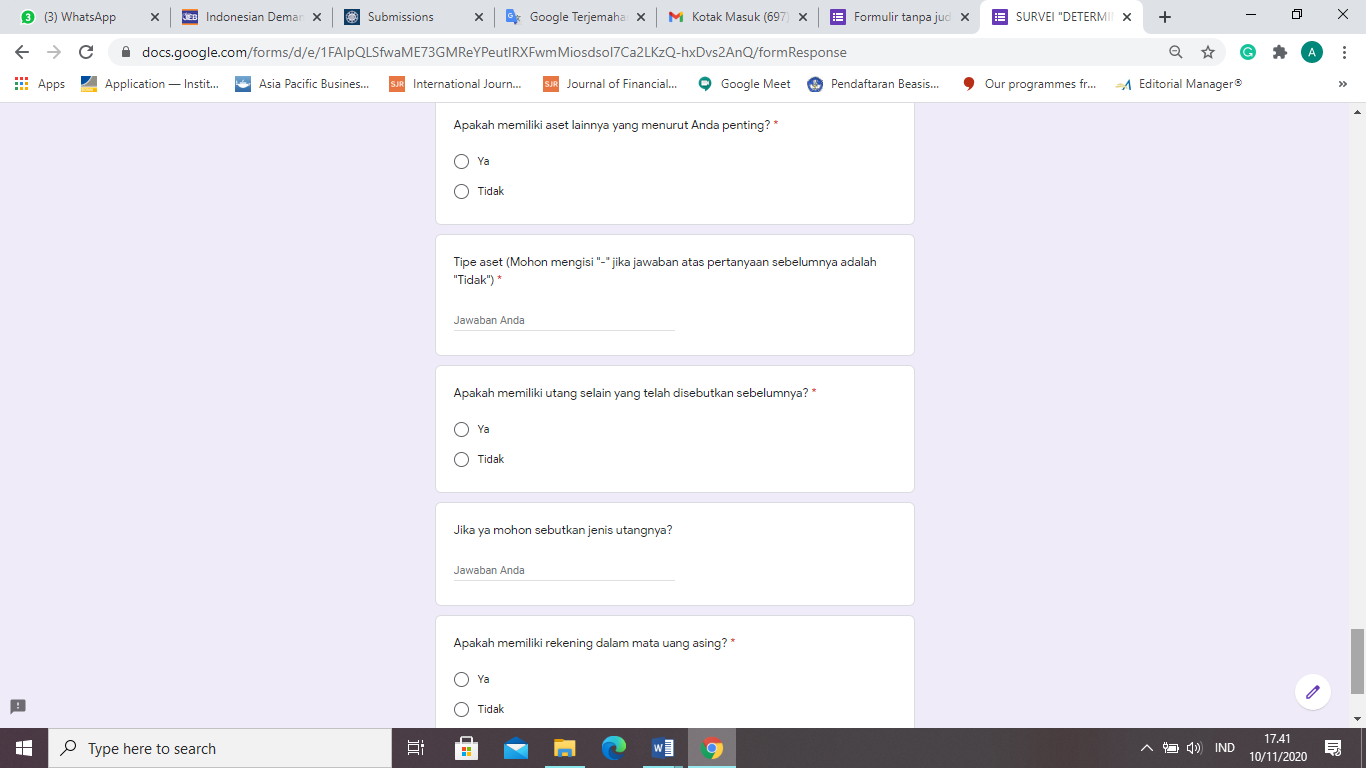 (3) WhatsApp
Indonesian Deman
Submissions
Google Terjemaha
Kotak Masuk (697)
Formulir tanpa jud
SURVEI "DETERMI
docs.google.com/forms/d/e/1FAIpQLSfwaME73GMReYPeutlRXFwmMiosdsol7Ca2LKzQ-hxDvs2AnQ/formResponse
A
Apps
Application — Instit...
Asia Pacific Busines...
SJR International Journ...
SJR Journal of Financial...
Google Meet
Pendaftaran Beasis...
Our programmes fr...
Editorial Manager®
»
Apakah memiliki aset lainnya yang menurut Anda penting? *
Ya
Tidak
Tipe aset (Mohon mengisi "-" jika jawaban atas pertanyaan sebelumnya adalah
"Tidak") *
Jawaban Anda
Apakah memiliki utang selain yang telah disebutkan sebelumnya? *
Ya
Tidak
Jika ya mohon sebutkan jenis utangnya?
Jawaban Anda
Apakah memiliki rekening dalam mata uang asing? *
Ya
Tidak
Type here to search
IND
17.41
10/11/2020